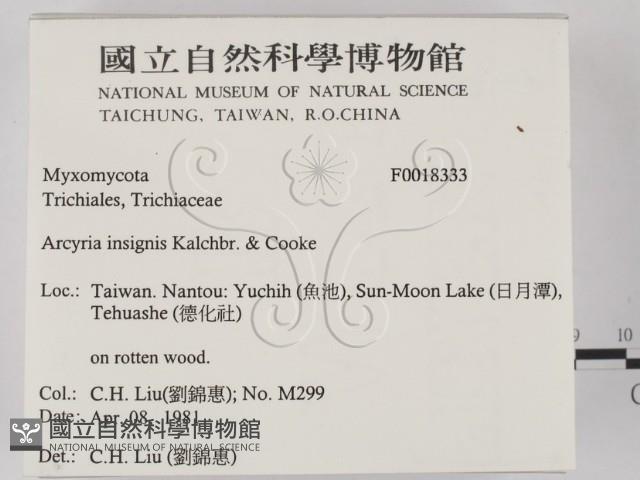 國立自然科學博物館
NATIONAL MUSEUM OF NATURAL SCIENCE
TAICHUNG, TAIWAN, R.O.CHINA
Myxomycota F0018333
Trichiales, Trichiaceae
Arcyria insignis Kalchbr. & Cooke
Loc.: Taiwan. Nantou: Yuchih (魚池), Sun-Moon Lake (日月潭),
Tehuashe (德化社)
on rotten wood.
9 10
Col.: C.H. Liu(劉錦惠); No. M299
Date: Apr. 08, 1981
國立自然科學博物館
NATIONAL MUSEUM OF NATURAL SCIENCE
Det.: C.H. Liu (劉錦惠)